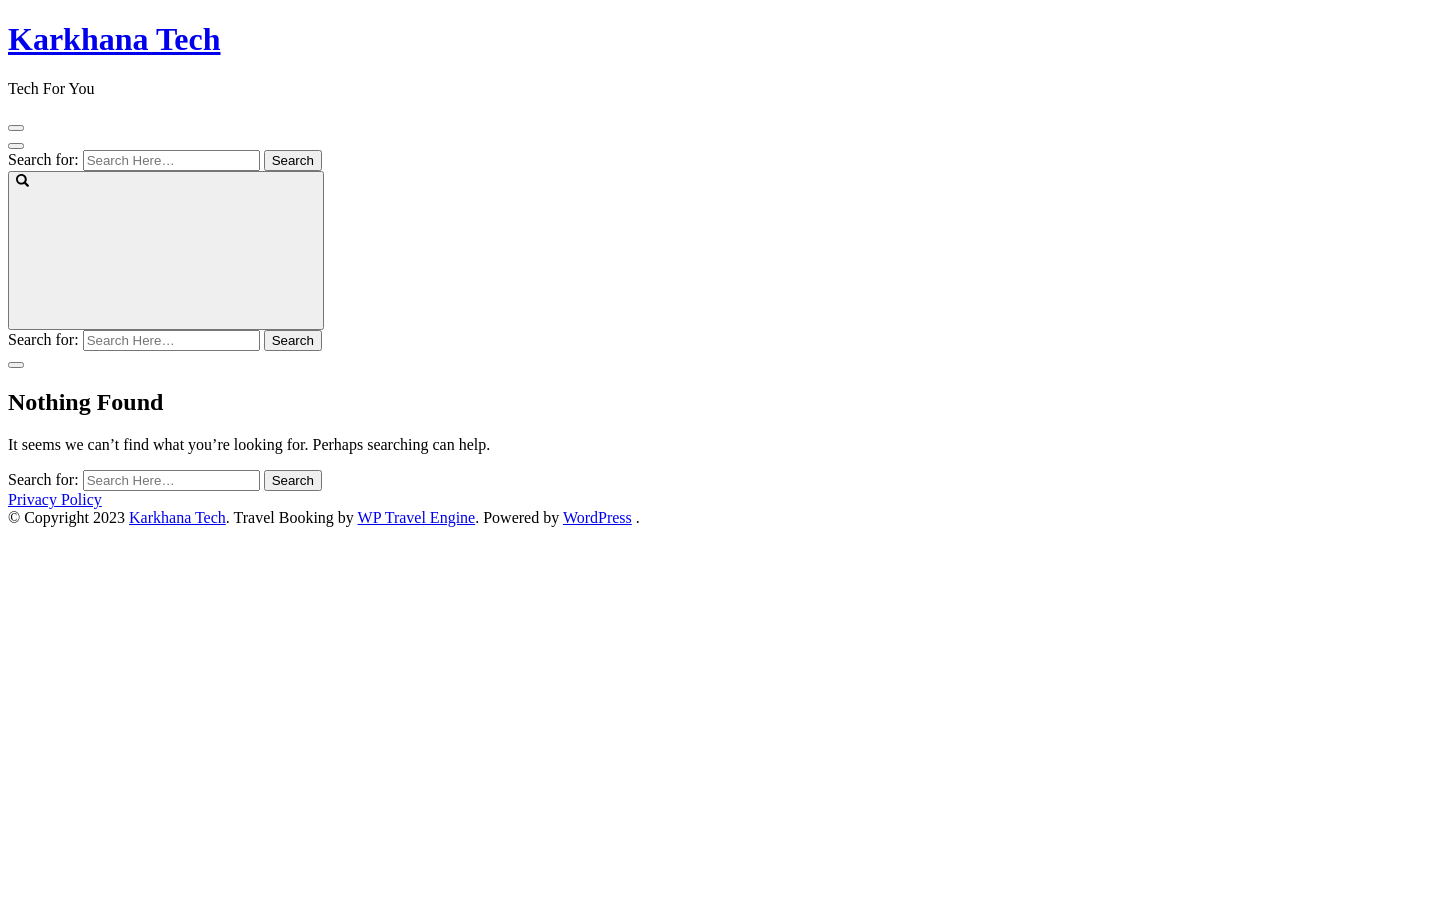 Karkhana Tech
Tech For You
Search for: Search Here… Search
Search for: Search Here… Search
Nothing Found
It seems we can’t find what you’re looking for. Perhaps searching can help.
Search for: Search Here… Search
Privacy Policy
© Copyright 2023 Karkhana Tech. Travel Booking by WP Travel Engine. Powered by WordPress .